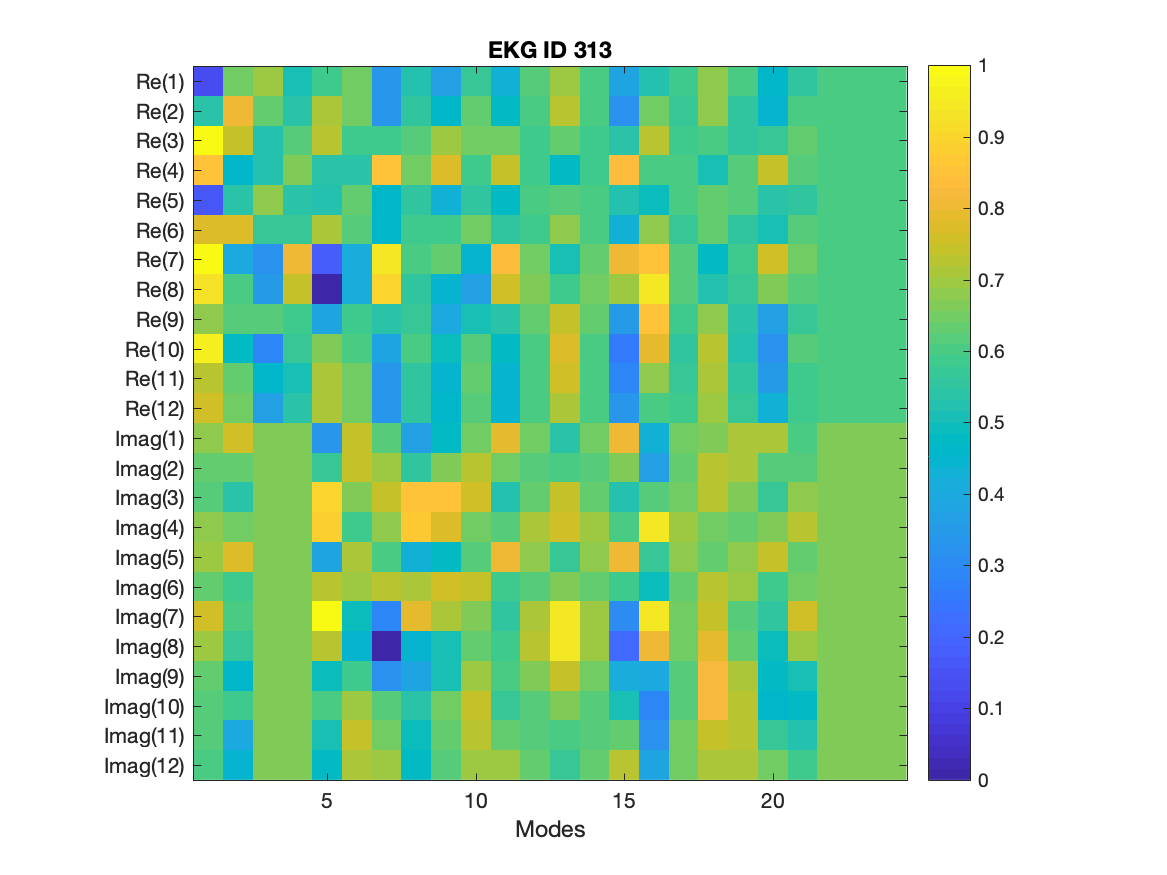 EKG ID 313
Re(1)
Re(2)
Re(3)
Re(4)
Re(5)
Re(6)
Re(7)
Re(8)
Re(9)
Re(10)
Re(11)
Re(12)
Imag(1)
Imag(2)
Imag(3)
Imag(4)
Imag(5)
Imag(6)
Imag(7)
Imag(8)
Imag(9)
Imag(10)
Imag(11)
Imag(12)
5 10 15 20
Modes
1
0.9
0.8
0.7
0.6
0.5
0.4
0.3
0.2
0.1
0